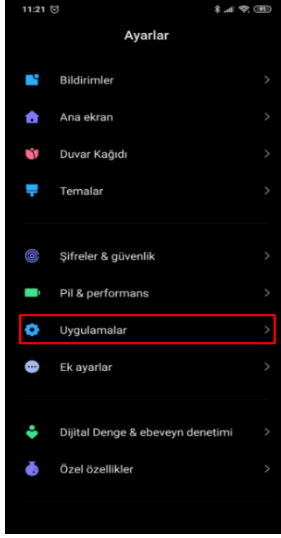 11:21
Ayarlar
Bildirimler
Ana ekran
Duvar Kağıdı
Temalar
Şifreler & güvenlik
Pil & performans
Uygulamalar
Ek ayarlar
Dijital Denge & ebeveyn denetimi
Özel özellikler